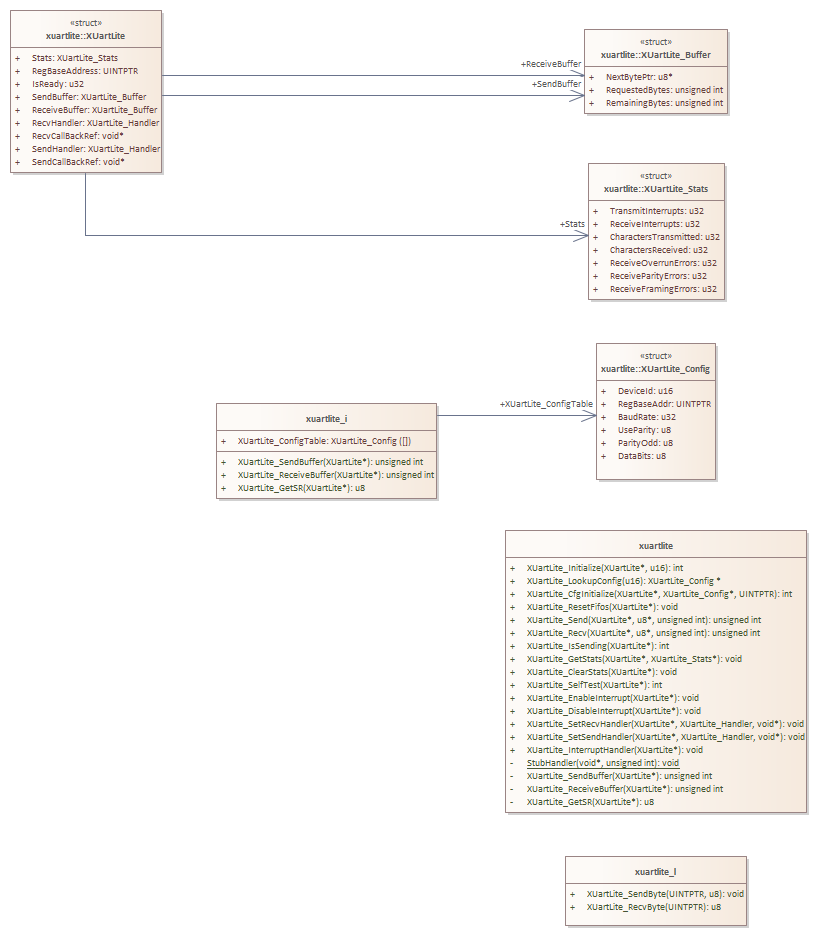 «struct»
xuartlite::XUartLite
+ Stats: XUartLite_Stats
+ RegBaseAddress: UINTPTR
+ IsReady: u32
+ SendBuffer: XUartLite_Buffer
+ ReceiveBuffer: XUartLite_Buffer
+ RecvHandler: XUartLite_Handler
+ RecvCallBackRef: void*
+ SendHandler: XUartLite_Handler
+ SendCallBackRef: void*
+ReceiveBuffer
+SendBuffer
«struct»
xuartlite::XUartLite_Buffer
+ NextBytePtr: u8*
+ RequestedBytes: unsigned int
+ RemainingBytes: unsigned int
+Stats
«struct»
xuartlite::XUartLite_Stats
+ TransmitInterrupts: u32
+ ReceiveInterrupts: u32
+ CharactersTransmitted: u32
+ CharactersReceived: u32
+ ReceiveOverrunErrors: u32
+ ReceiveParityErrors: u32
+ ReceiveFramingErrors: u32
«struct»
xuartlite::XUartLite_Config
+ DeviceId: u16
+ RegBaseAddr: UINTPTR
+ BaudRate: u32
+ UseParity: u8
+ ParityOdd: u8
+ DataBits: u8
+XUartLite_ConfigTable
xuartlite_i
+ XUartLite_ConfigTable: XUartLite_Config ([])
+ XUartLite_SendBuffer(XUartLite*): unsigned int
+ XUartLite_ReceiveBuffer(XUartLite*): unsigned int
+ XUartLite_GetSR(XUartLite*): u8
xuartlite
+ XUartLite_Initialize(XUartLite*, u16): int
+ XUartLite_LookupConfig(u16): XUartLite_Config *
+ XUartLite_CfgInitialize(XUartLite*, XUartLite_Config*, UINTPTR): int
+ XUartLite_ResetFifos(XUartLite*): void
+ XUartLite_Send(XUartLite*, u8*, unsigned int): unsigned int
+ XUartLite_Recv(XUartLite*, u8*, unsigned int): unsigned int
+ XUartLite_IsSending(XUartLite*): int
+ XUartLite_GetStats(XUartLite*, XUartLite_Stats*): void
+ XUartLite_ClearStats(XUartLite*): void
+ XUartLite_SelfTest(XUartLite*): int
+ XUartLite_EnableInterrupt(XUartLite*): void
+ XUartLite_DisableInterrupt(XUartLite*): void
+ XUartLite_SetRecvHandler(XUartLite*, XUartLite_Handler, void*): void
+ XUartLite_SetSendHandler(XUartLite*, XUartLite_Handler, void*): void
+ XUartLite_InterruptHandler(XUartLite*): void
- StubHandler(void*, unsigned int): void
- XUartLite_SendBuffer(XUartLite*): unsigned int
- XUartLite_ReceiveBuffer(XUartLite*): unsigned int
- XUartLite_GetSR(XUartLite*): u8
xuartlite_l
+ XUartLite_SendByte(UINTPTR, u8): void
+ XUartLite_RecvByte(UINTPTR): u8